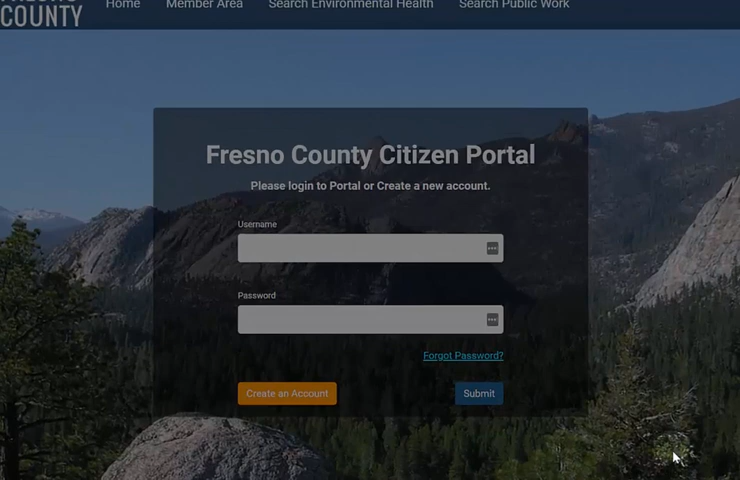 COUNTY
Home Member Area Search Environmental Health Search Public Work
Fresno County Citizen Portal
Please login to Portal or Create a new account.
Username
Password
Forgot Password?
Create an Account Submit